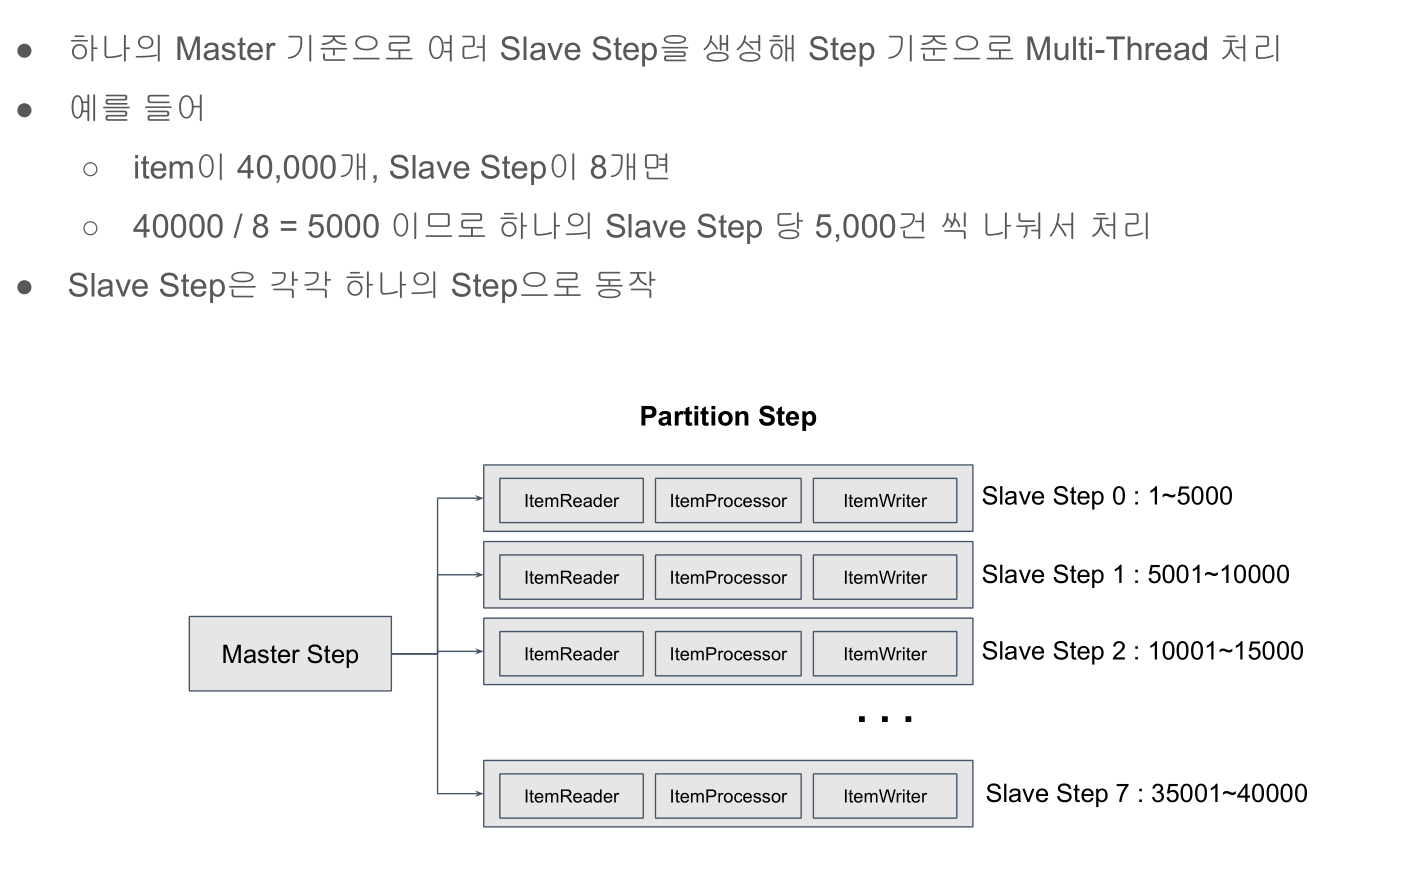 ● 하나의 Master 기준으로 여러 Slave Step을 생성해 Step 기준으로 Multi-Thread 처리
● 예를 들어
○ item이 40,000개, Slave Step이 8개면
○ 40000 / 8 = 5000 이므로 하나의 Slave Step 당 5,000건 씩 나눠서 처리
● Slave Step은 각각 하나의 Step으로 동작
Partition Step
ItemReader ItemProcessor ItemWriter Slave Step 0 : 1~5000
ItemReader ItemProcessor ItemWriter Slave Step 1 : 5001~10000
Master Step
ItemReader ItemProcessor ItemWriter Slave Step 2 : 10001~15000
. . .
ItemReader ItemProcessor ItemWriter Slave Step 7 : 35001~40000